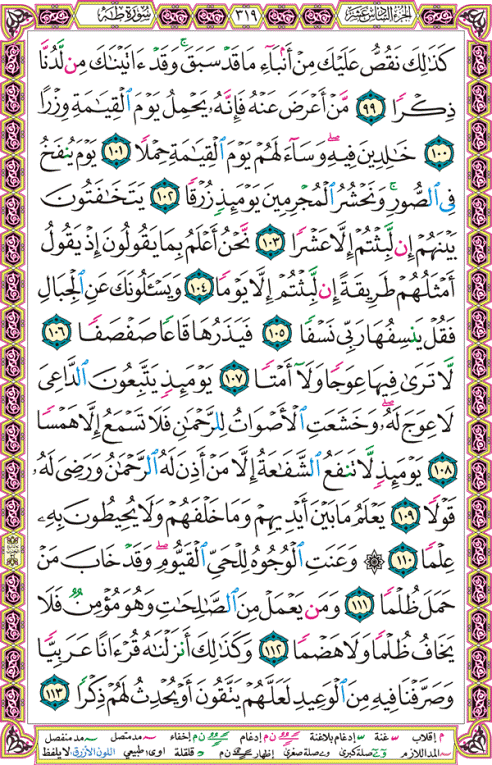 الجزء السادس عشر ٣١٩ سورة طه
كَذَٰلِكَ نَقُصُّ عَلَيْكَ مِنْ أَنۢبَآءِ مَا قَدْ سَبَقَ ۚ وَقَدْ ءَاتَيْنَٰكَ مِن لَّدُنَّا
ذِكْرًا ٩٩ مَّنْ أَعْرَضَ عَنْهُ فَإِنَّهُۥ يَحْمِلُ يَوْمَ ٱلْقِيَٰمَةِ وِزْرًا
١٠٠ خَٰلِدِينَ فِيهِ ۖ وَسَآءَ لَهُمْ يَوْمَ ٱلْقِيَٰمَةِ حِمْلًا ١٠١ يَوْمَ يُنفَخُ
فِى ٱلصُّورِ ۚ وَنَحْشُرُ ٱلْمُجْرِمِينَ يَوْمَئِذٍ زُرْقًا ١٠٢ يَتَخَٰفَتُونَ
بَيْنَهُمْ إِن لَّبِثْتُمْ إِلَّا عَشْرًا ١٠٣ نَّحْنُ أَعْلَمُ بِمَا يَقُولُونَ إِذْ يَقُولُ
أَمْثَلُهُمْ طَرِيقَةً إِن لَّبِثْتُمْ إِلَّا يَوْمًا ١٠٤ وَيَسْـَٔلُونَكَ عَنِ ٱلْجِبَالِ
فَقُلْ يَنسِفُهَا رَبِّى نَسْفًا ١٠٥ فَيَذَرُهَا قَاعًا صَفْصَفًا ١٠٦
لَّا تَرَىٰ فِيهَا عِوَجًا وَلَآ أَمْتًا ١٠٧ يَوْمَئِذٍ يَتَّبِعُونَ ٱلدَّاعِىَ
لَا عِوَجَ لَهُۥ ۖ وَخَشَعَتِ ٱلْأَصْوَاتُ لِلرَّحْمَٰنِ فَلَا تَسْمَعُ إِلَّا هَمْسًا
١٠٨ يَوْمَئِذٍ لَّا تَنفَعُ ٱلشَّفَٰعَةُ إِلَّا مَنْ أَذِنَ لَهُ ٱلرَّحْمَٰنُ وَرَضِىَ لَهُۥ
قَوْلًا ١٠٩ يَعْلَمُ مَا بَيْنَ أَيْدِيهِمْ وَمَا خَلْفَهُمْ وَلَا يُحِيطُونَ بِهِۦ
عِلْمًا ١١٠ ۞ وَعَنَتِ ٱلْوُجُوهُ لِلْحَىِّ ٱلْقَيُّومِ ۖ وَقَدْ خَابَ مَنْ
حَمَلَ ظُلْمًا ١١١ وَمَن يَعْمَلْ مِنَ ٱلصَّٰلِحَٰتِ وَهُوَ مُؤْمِنٌ فَلَا
يَخَافُ ظُلْمًا وَلَا هَضْمًا ١١٢ وَكَذَٰلِكَ أَنزَلْنَٰهُ قُرْءَانًا عَرَبِيًّا
وَصَرَّفْنَا فِيهِ مِنَ ٱلْوَعِيدِ لَعَلَّهُمْ يَتَّقُونَ أَوْ يُحْدِثُ لَهُمْ ذِكْرًا ١١٣
م إقلاب س غنة س إدغام بلاغنة ن م إدغام ن م إخفاء مد متصل مد منفصل
المد اللازم صلة كبرى صلة صغرى إظهار ن م د قلقلة اوى: طبيعي اللون الأزرق: لا يلفظ